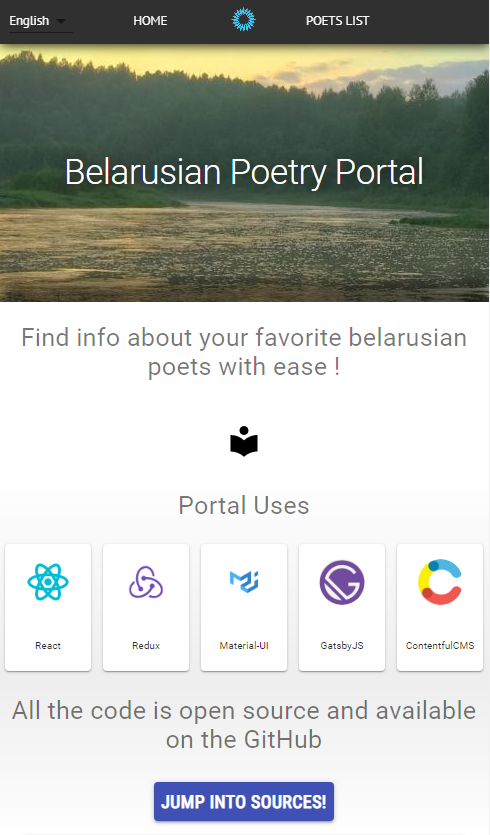 English HOME POETS LIST
Belarusian Poetry Portal
Find info about your favorite belarusian
poets with ease !
Portal Uses
React Redux Material-UI GatsbyJS ContentfulCMS
All the code is open source and available
on the GitHub
JUMP INTO SOURCES!